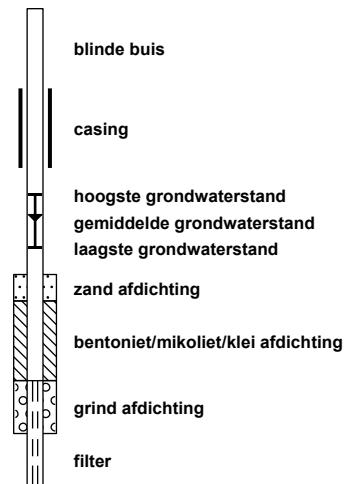 blinde buis
casing
hoogste grondwaterstand
gemiddelde grondwaterstand
laagste grondwaterstand
zand afdichting
bentoniet/mikoliet/klei afdichting
grind afdichting
filter